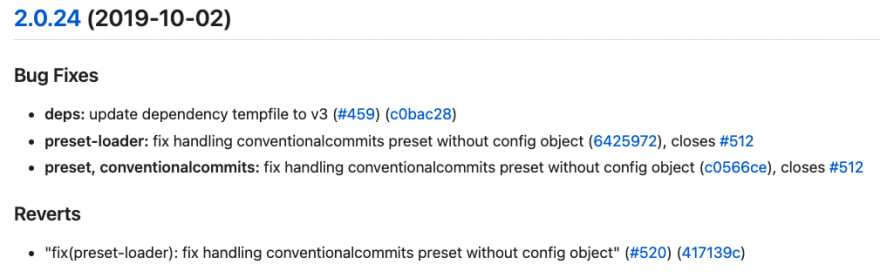 2.0.24 (2019-10-02)
Bug Fixes
• deps: update dependency tempfile to v3 (#459) (c0bac28)
• preset-loader: fix handling conventionalcommits preset without config object (6425972), closes #512
• preset, conventionalcommits: fix handling conventionalcommits preset without config object (c0566ce), closes #512
Reverts
• "fix(preset-loader): fix handling conventionalcommits preset without config object" (#520) (417139c)